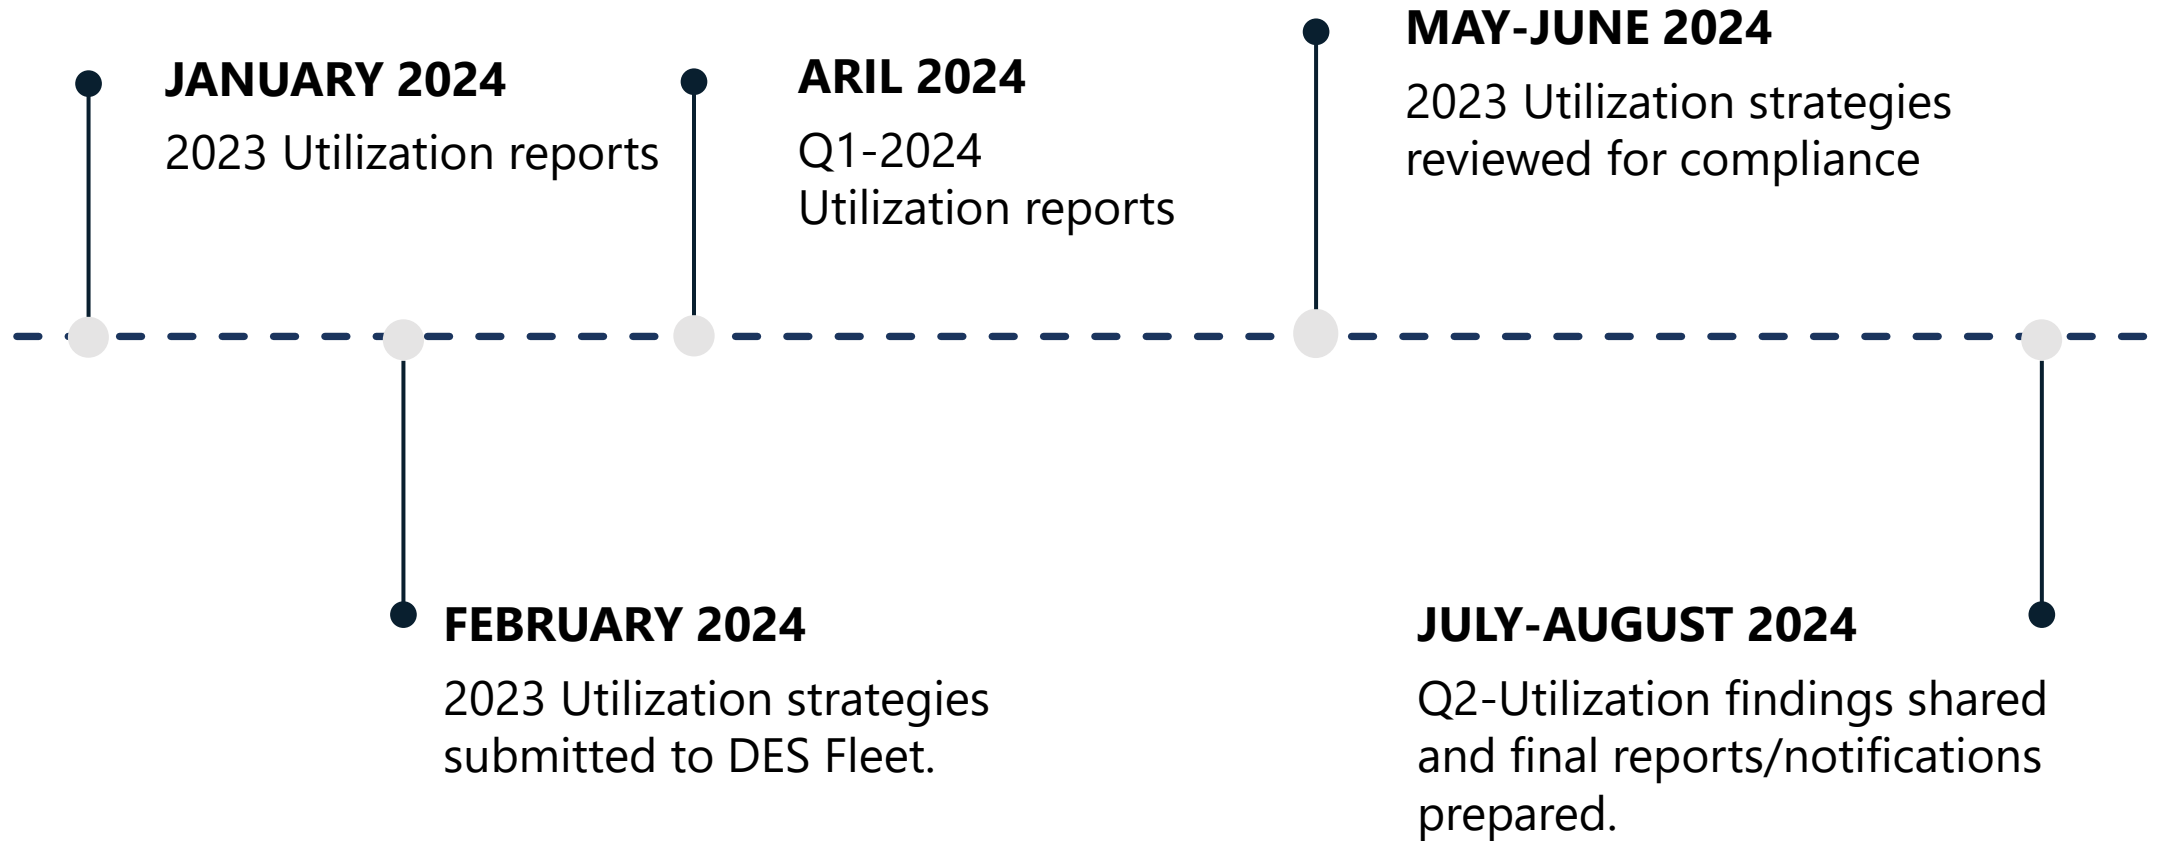 JANUARY 2024
2023 Utilization reports
ARIL 2024
Q1-2024
Utilization reports
MAY-JUNE 2024
2023 Utilization strategies
reviewed for compliance
FEBRUARY 2024
2023 Utilization strategies
submitted to DES Fleet.
JULY-AUGUST 2024
Q2-Utilization findings shared
and final reports/notifications
prepared.